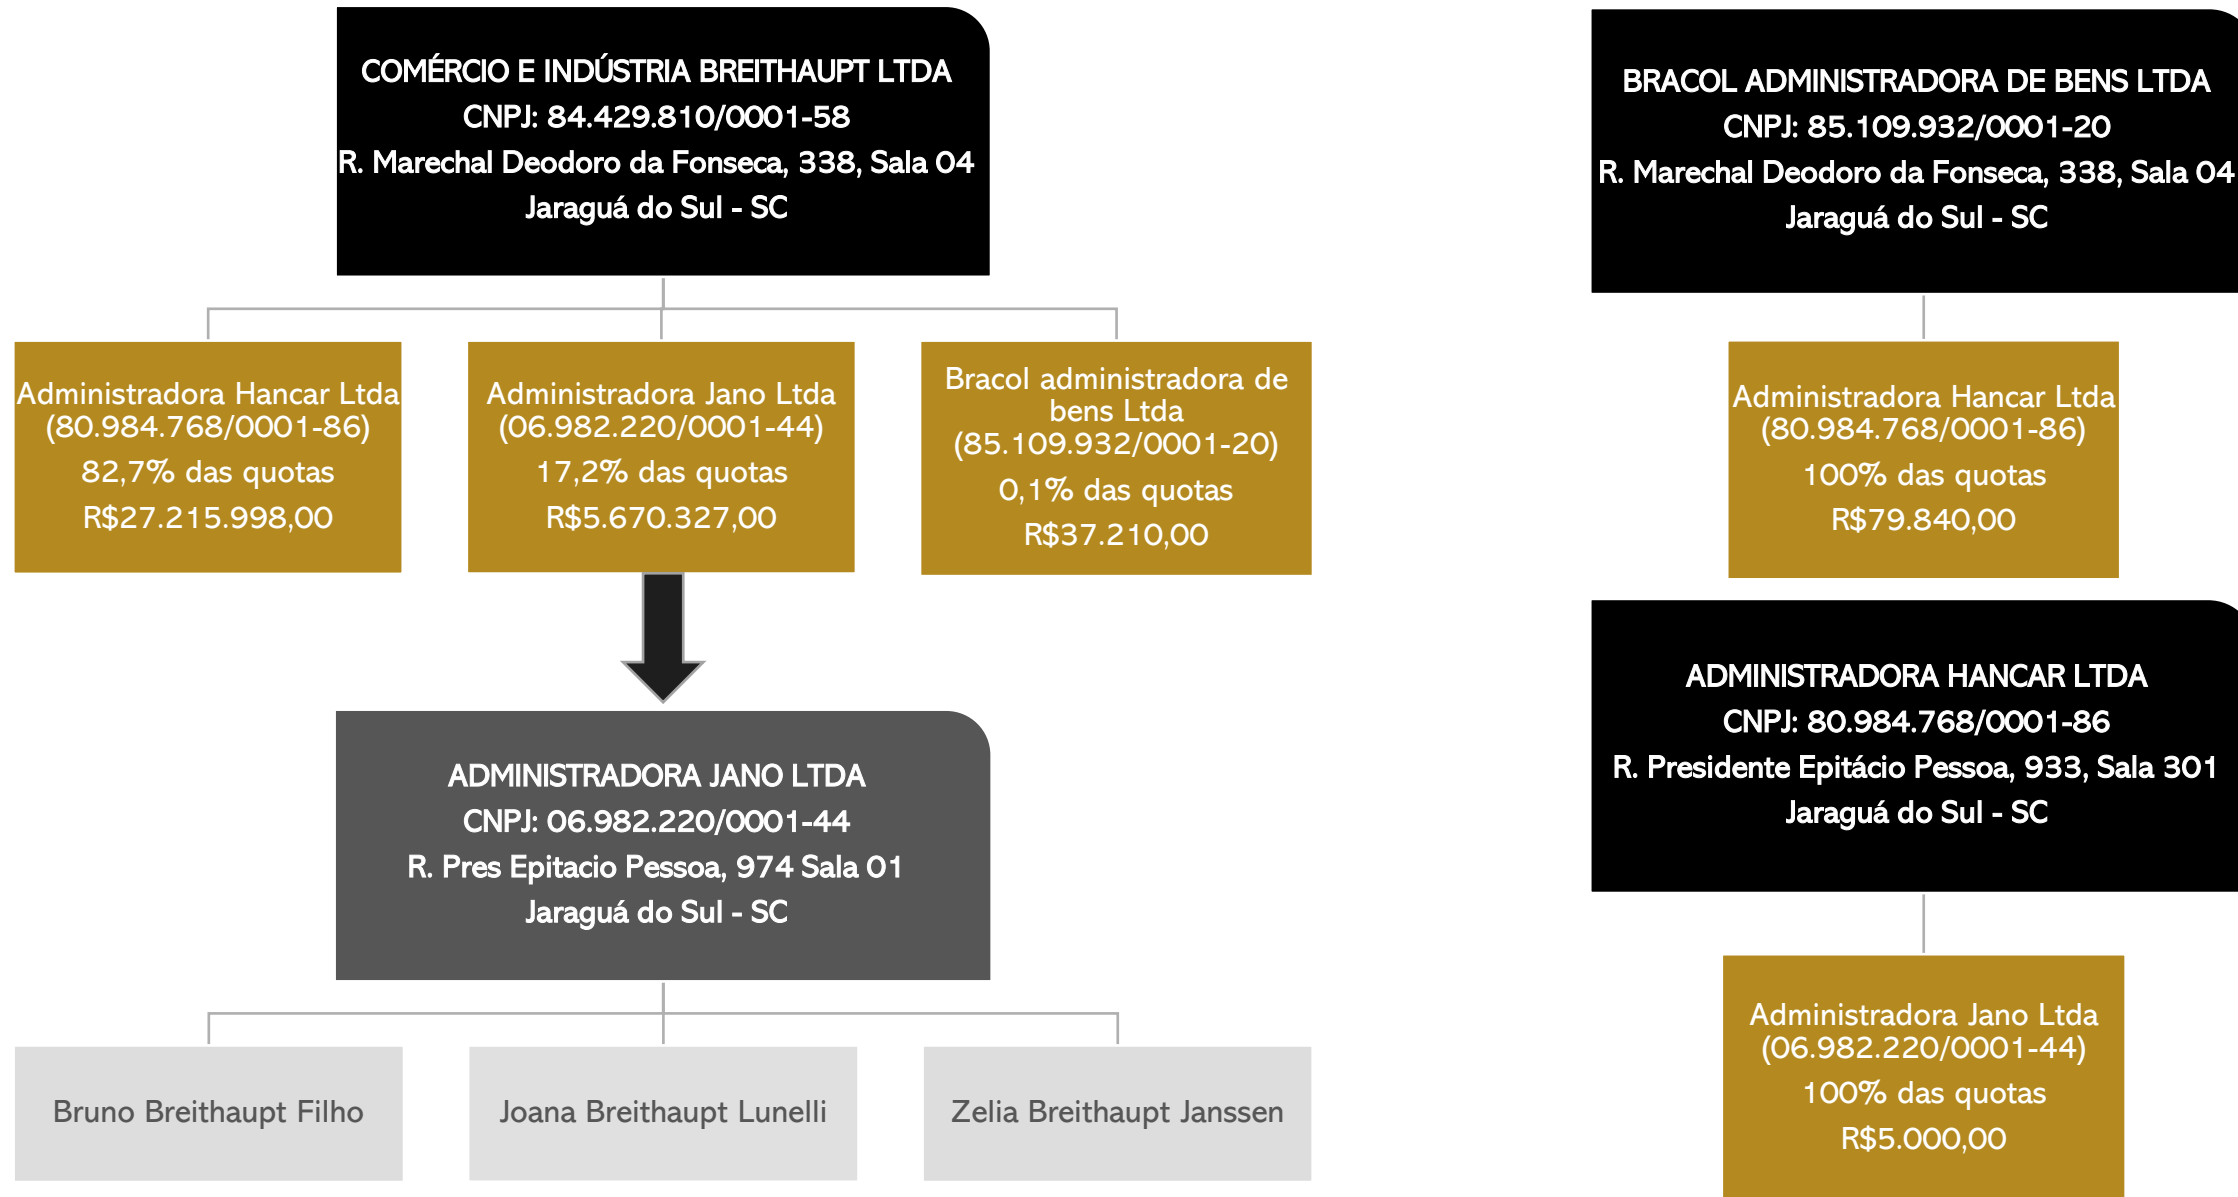 COMÉRCIO E INDÚSTRIA BREITHAUPT LTDA
CNPJ: 84.429.810/0001-58
R. Marechal Deodoro da Fonseca, 338, Sala 04
Jaraguá do Sul - SC
Administradora Hancar Ltda
(80.984.768/0001-86)
82,7% das quotas
R$27.215.998,00
Administradora Jano Ltda
(06.982.220/0001-44)
17,2% das quotas
R$5.670.327,00
Bracol administradora de
bens Ltda
(85.109.932/0001-20)
0,1% das quotas
R$37.210,00
ADMINISTRADORA JANO LTDA
CNPJ: 06.982.220/0001-44
R. Pres Epitacio Pessoa, 974 Sala 01
Jaraguá do Sul - SC
Bruno Breithaupt Filho
Joana Breithaupt Lunelli
Zelia Breithaupt Janssen
BRACOL ADMINISTRADORA DE BENS LTDA
CNPJ: 85.109.932/0001-20
R. Marechal Deodoro da Fonseca, 338, Sala 04
Jaraguá do Sul - SC
Administradora Hancar Ltda
(80.984.768/0001-86)
100% das quotas
R$79.840,00
ADMINISTRADORA HANCAR LTDA
CNPJ: 80.984.768/0001-86
R. Presidente Epitácio Pessoa, 933, Sala 301
Jaraguá do Sul - SC
Administradora Jano Ltda
(06.982.220/0001-44)
100% das quotas
R$5.000,00